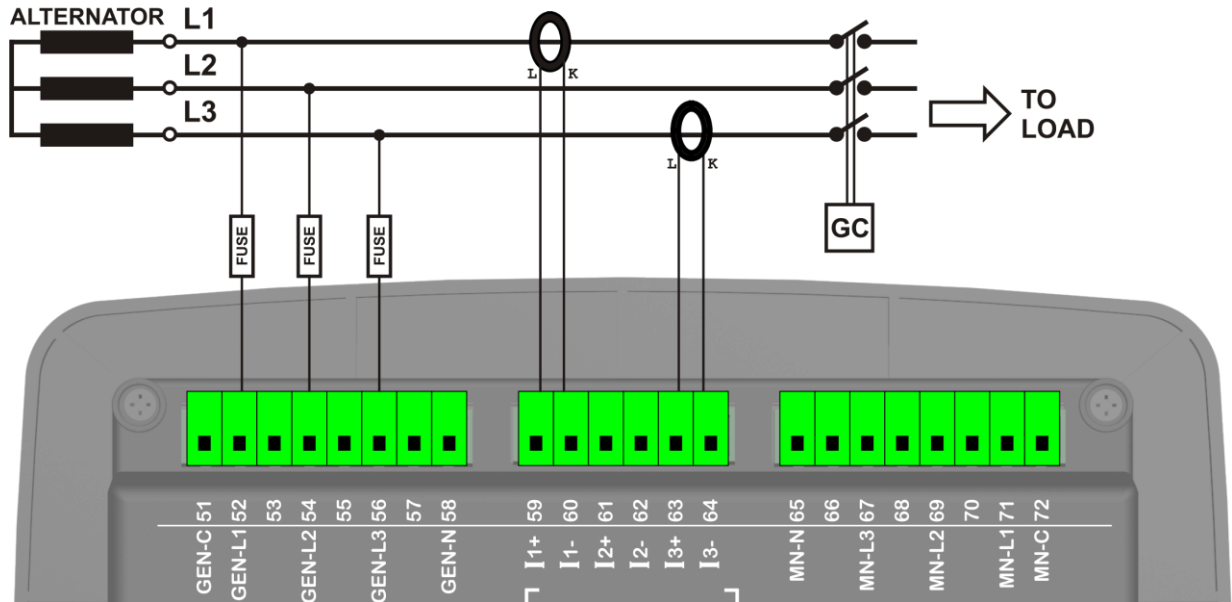 ALTERNATOR L1
L2
L3
L K
L K
TO
LOAD
FUSE
FUSE
FUSE
GC
GEN-C 51
GEN-L1 52
53
GEN-L2 54
55
GEN-L3 56
57
GEN-N 58
I1+ 59
I1- 60
I2+ 61
I2- 62
I3+ 63
I3- 64
MN-N 65
66
MN-L3 67
68
MN-L2 69
70
MN-L1 71
MN-C 72